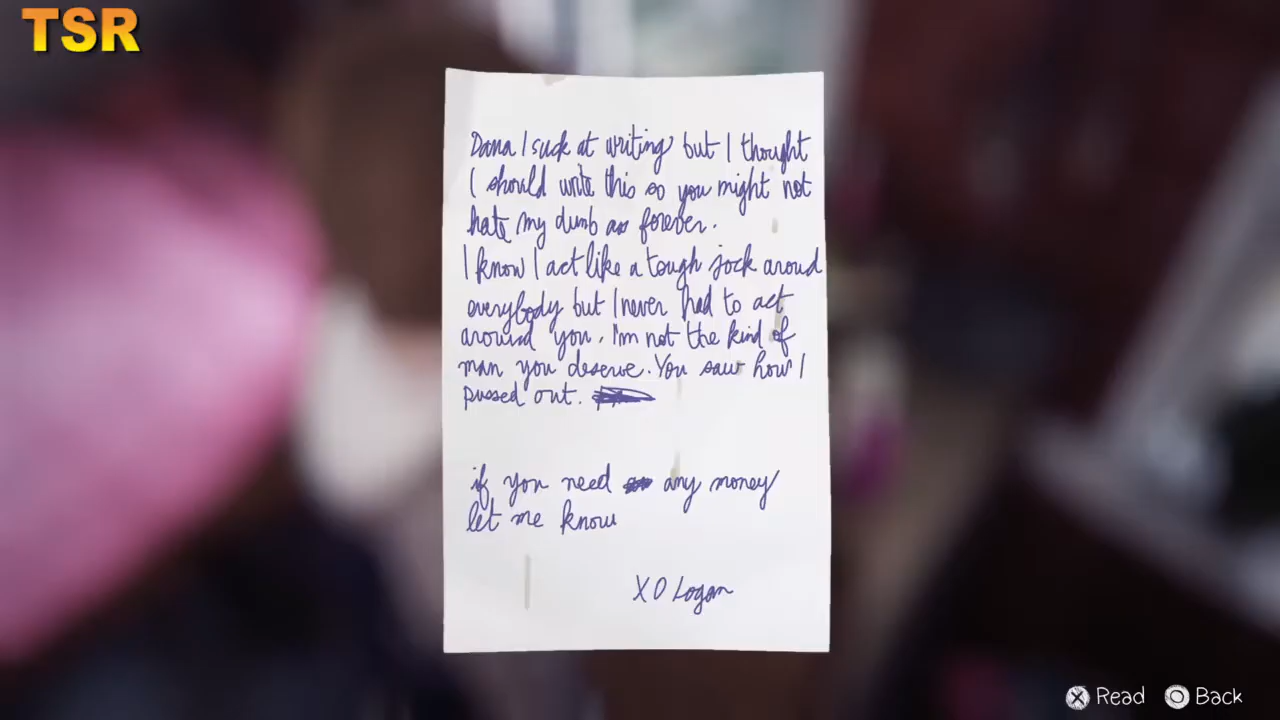 TSR
Dana I suck at writing but I thought
I should write this so you might not
hate my dumb ass forever.
I know I act like a tough jock aroud
everybody but I never had to act
around you. I'm not the kind of
man you deserve. You saw how I
pussed out.
if you need any money
let me know
XO Logan
Read Back